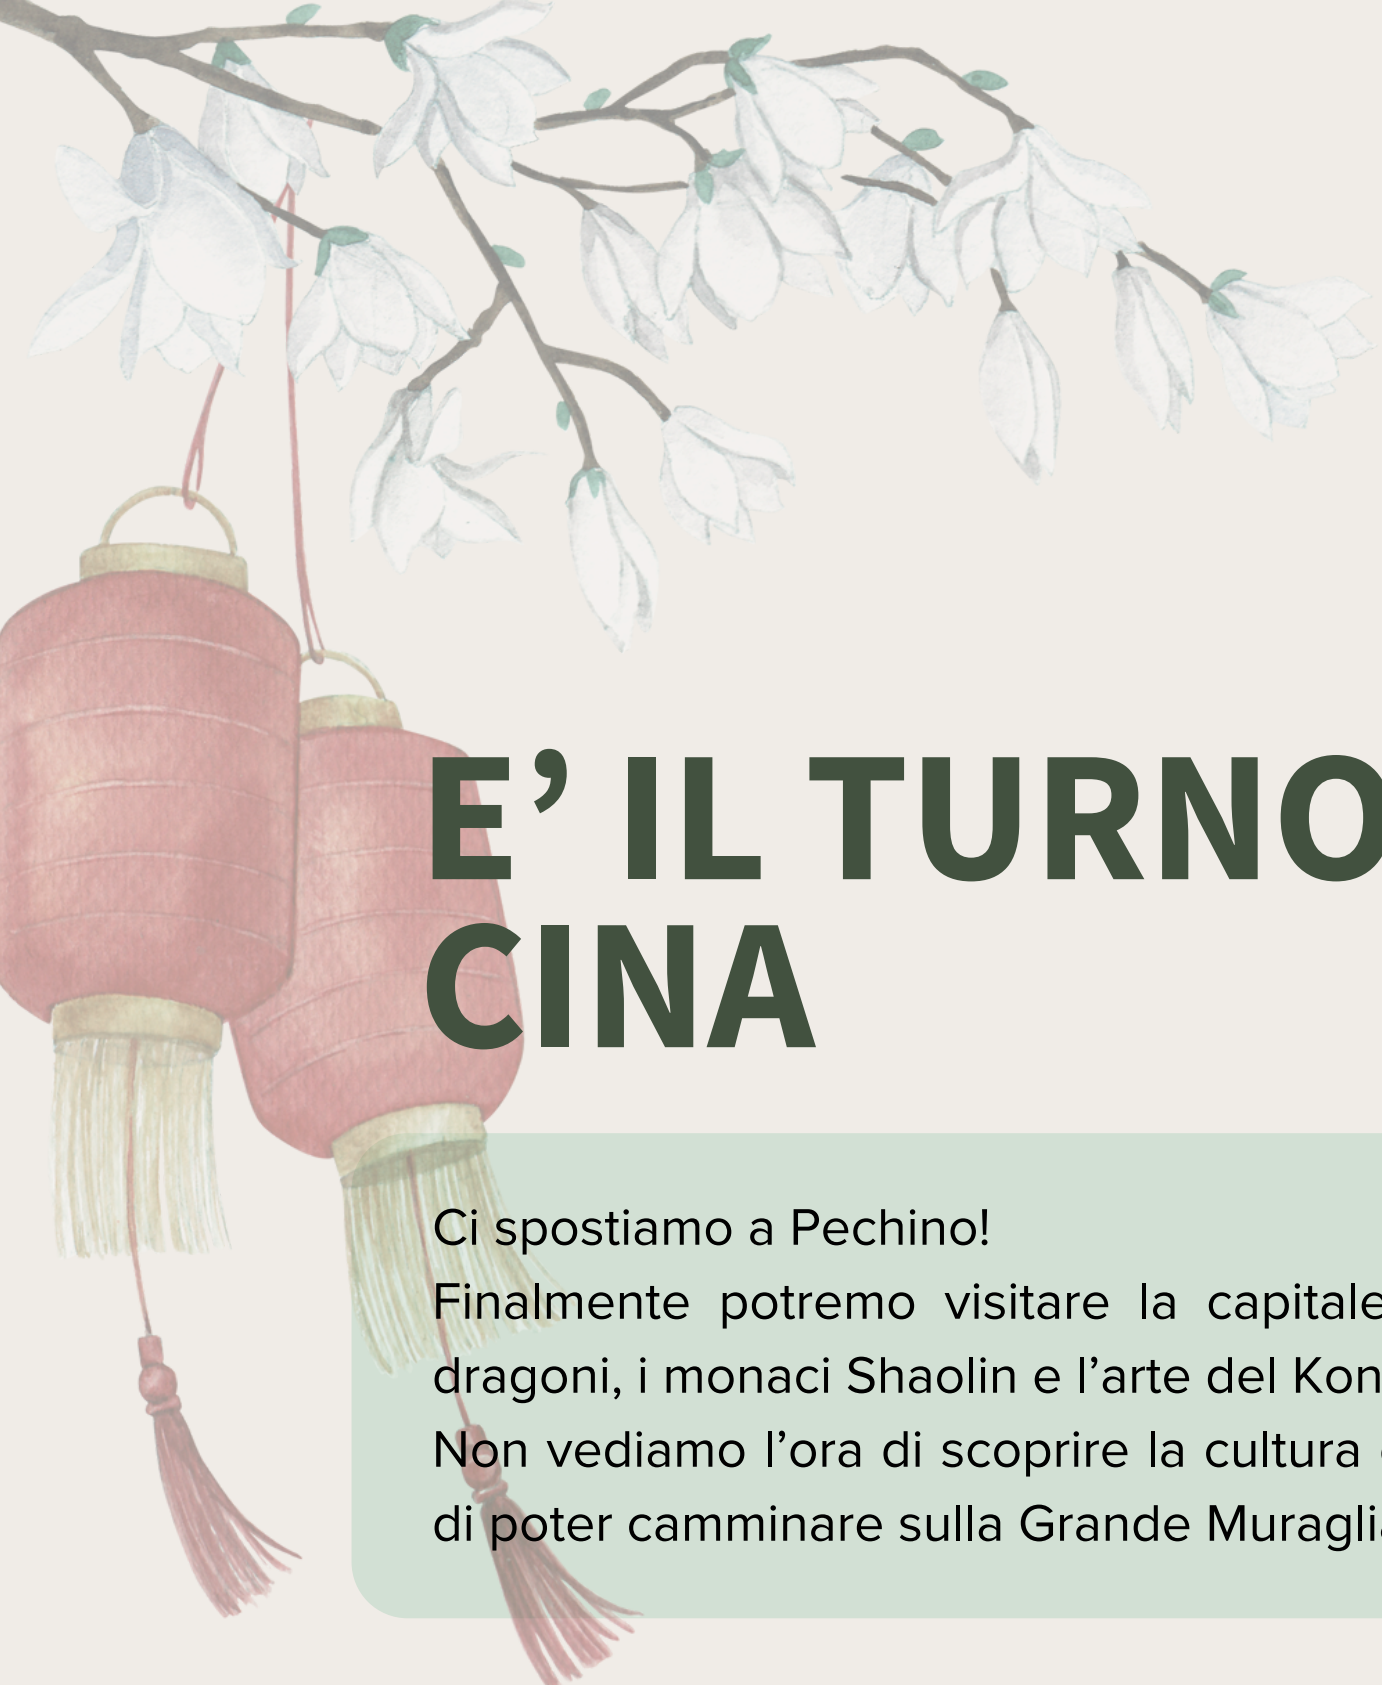 E’ IL TURNO
CINA
Ci spostiamo a Pechino!
Finalmente potremo visitare la capitale
dragoni, i monaci Shaolin e l’arte del Kon
Non vediamo l’ora di scoprire la cultura
di poter camminare sulla Grande Muraglia